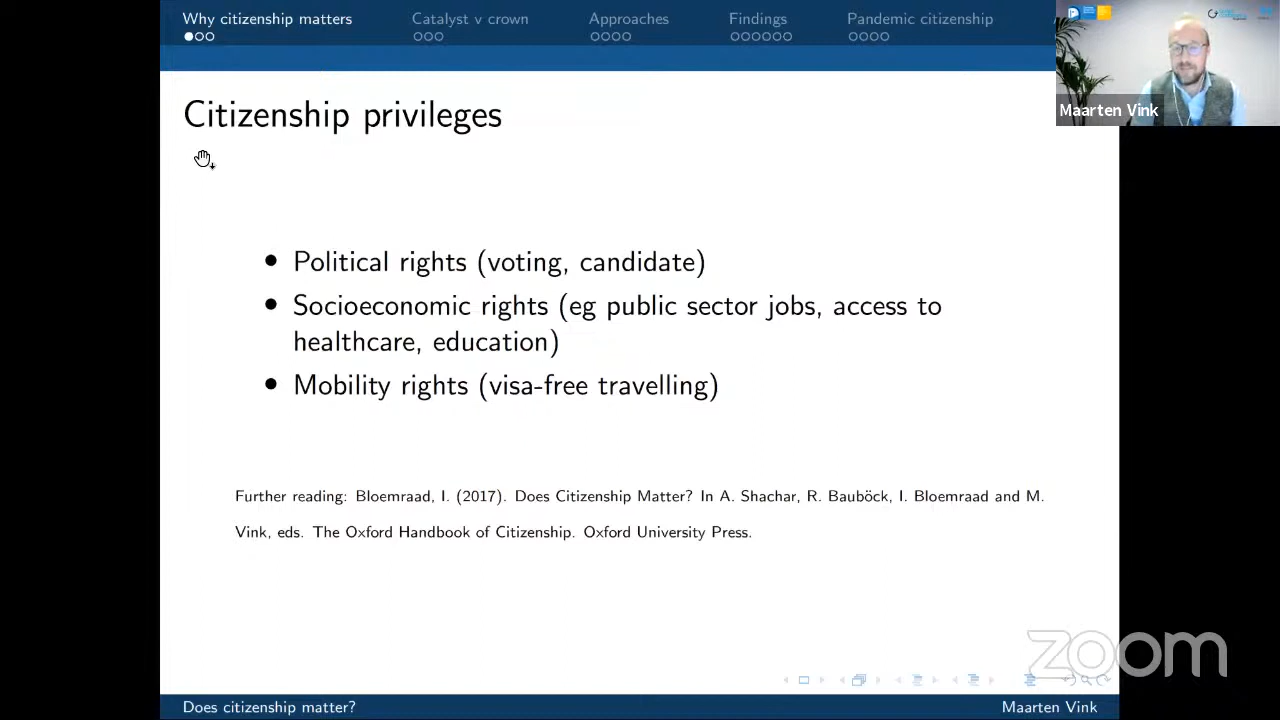 Why citizenship matters
Catalyst v crown
Approaches
Findings
Pandemic citizenship
Maarten Vink
Citizenship privileges
• Political rights (voting, candidate)
• Socioeconomic rights (eg public sector jobs, access to
healthcare, education)
• Mobility rights (visa-free travelling)
Further reading: Bloemraad, I. (2017). Does Citizenship Matter? In A. Shachar, R. Bauböck, I. Bloemraad and M.
Vink, eds. The Oxford Handbook of Citizenship. Oxford University Press.
zoom
Does citizenship matter?
Maarten Vink